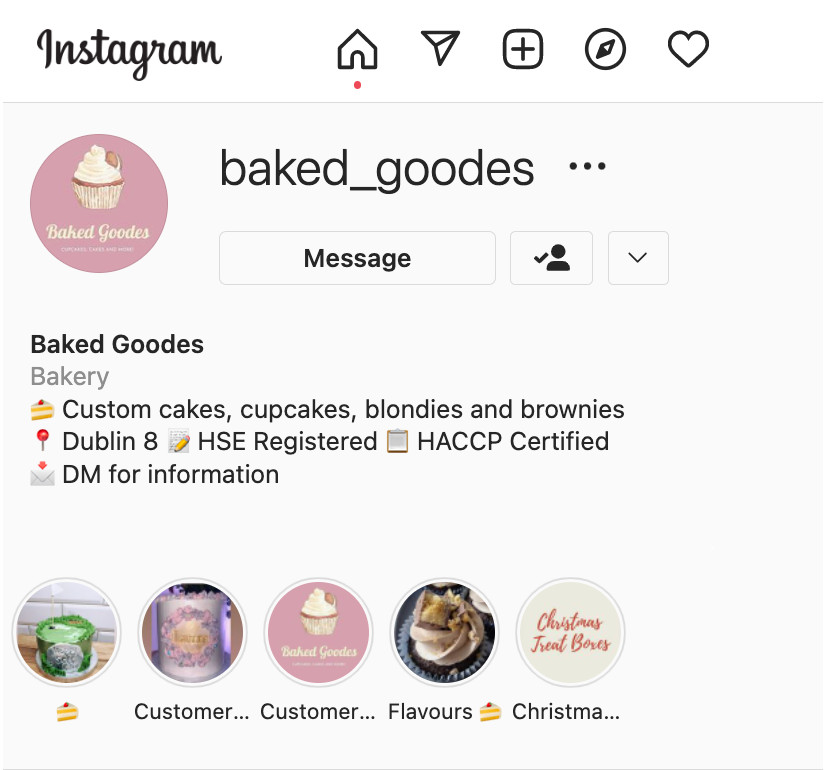 Instagram
baked_goodes
Baked Goodes
CUPCAKES, CAKES AND MORE!
Message
Baked Goodes
Bakery
🍰 Custom cakes, cupcakes, blondies and brownies
📍 Dublin 8 📝 HSE Registered 📋 HACCP Certified
📩 DM for information
Baked Goodes
CUPCAKES, CAKES AND MORE!
Christmas
Treat Boxes
🍰
Customer...
Customer...
Flavours 🍰
Christma...